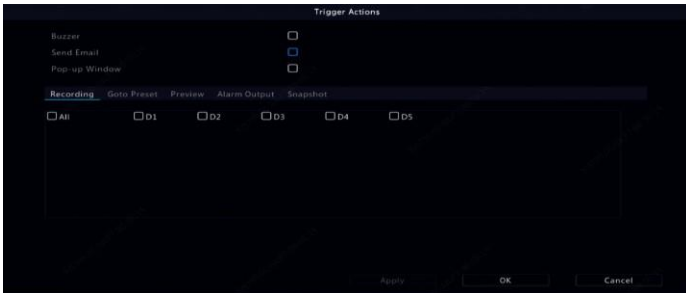 Trigger Actions
Buzzer
Send Email
Pop-up Window
Recording Goto Preset Preview Alarm Output Snapshot
All D1 D2 D3 D4 D5
Apply OK Cancel